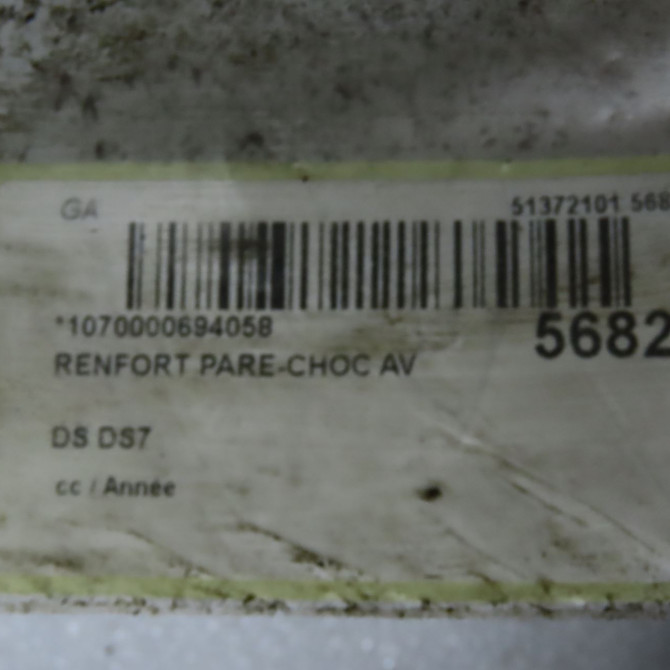 GA 51372101 568
*1070000694058 5682
RENFORT PARE-CHOC AV
DS DS7
cc / Année